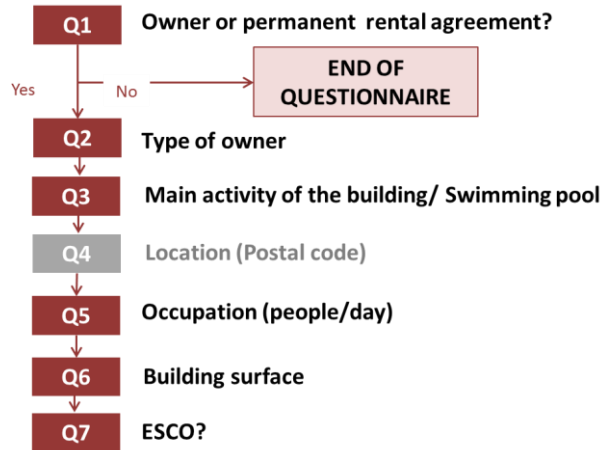 Q1 Owner or permanent rental agreement?
Yes No END OF
QUESTIONNAIRE
Q2 Type of owner
Q3 Main activity of the building/ Swimming pool
Q4 Location (Postal code)
Q5 Occupation (people/day)
Q6 Building surface
Q7 ESCO?